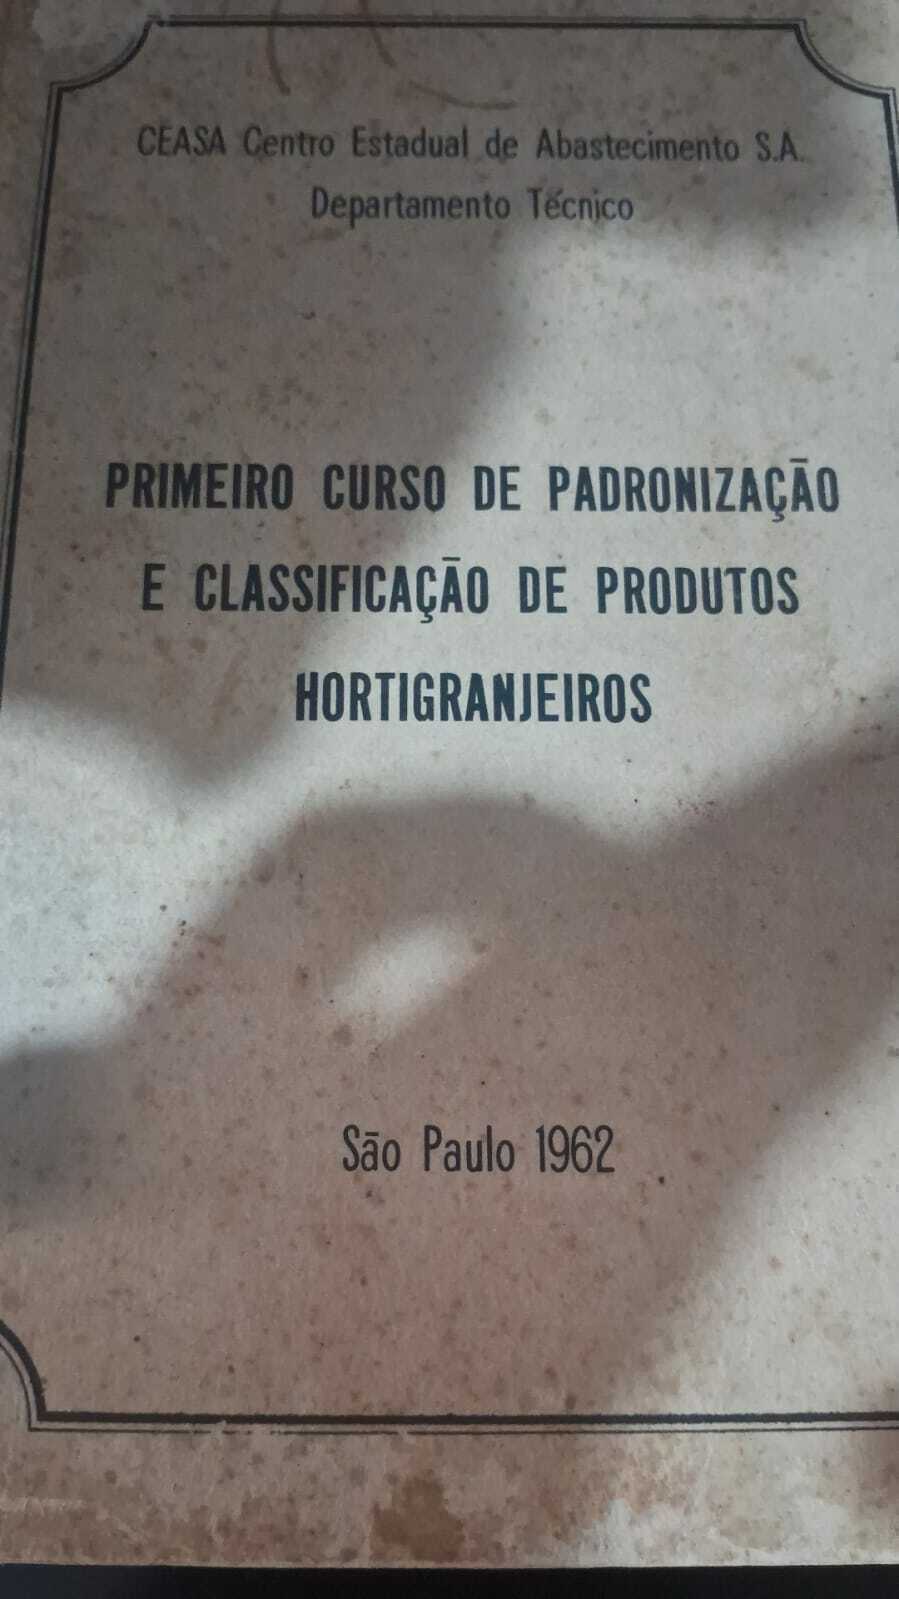 CEASA Centro Estadual de Abastecimento S.A.
Departamento Técnico
PRIMEIRO CURSO DE PADRONIZAÇÃO
E CLASSIFICAÇÃO DE PRODUTOS
HORTIGRANJEIROS
São Paulo 1962